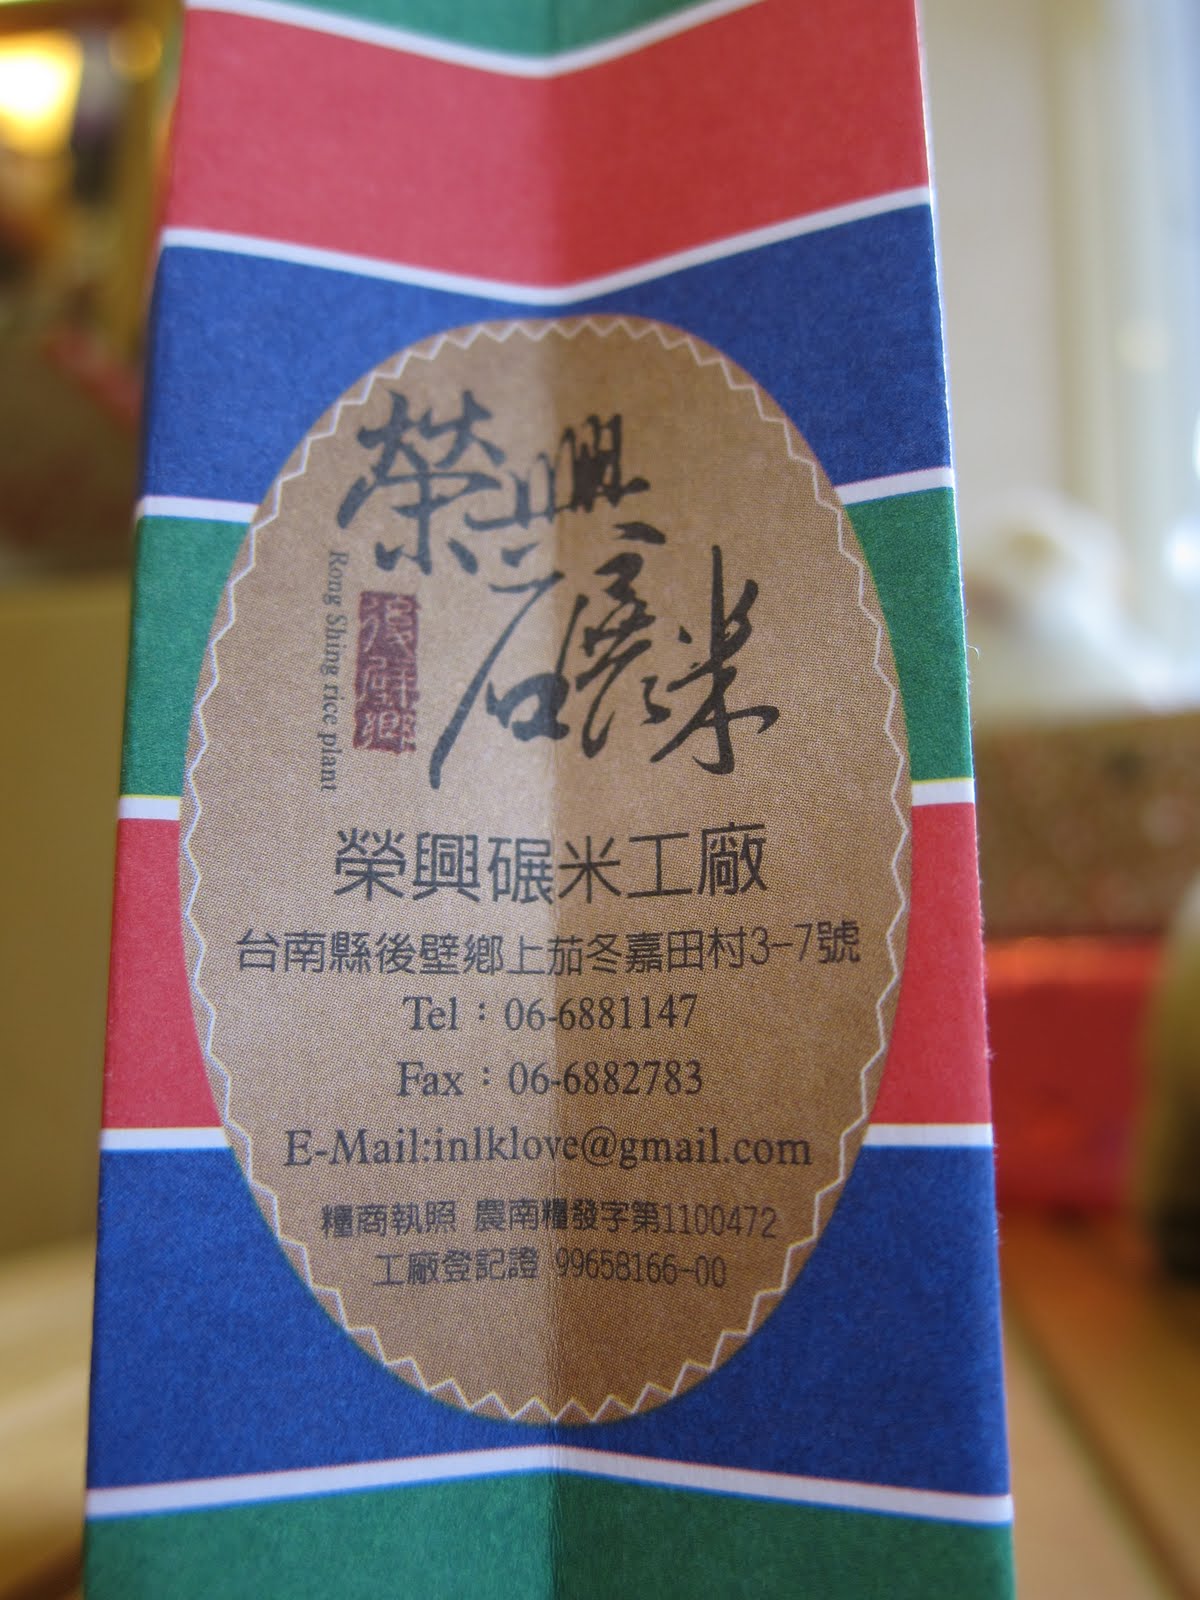 榮興
碾米
Rong Shing rice plant
後壁鄉
榮興碾米工廠
台南縣後壁鄉上茄冬嘉田村3-7號
Tel：06-6881147
Fax：06-6882783
E-Mail:inlklove@gmail.com
糧商執照 農南糧發字第1100472
工廠登記證 99658166-00